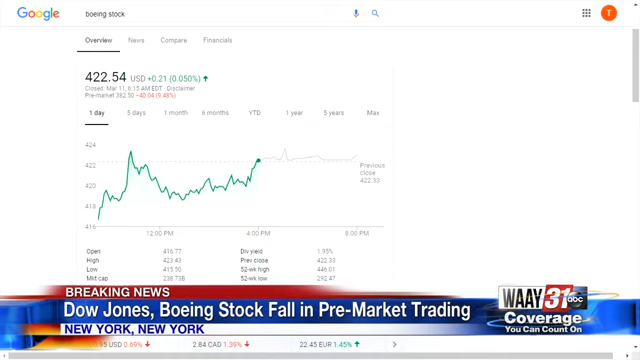 Google
boeing stock
T
Overview
News
Compare
Financials
422.54 USD +0.21 (0.050%)
Closed: Mar 11, 6:15 AM EDT · Disclaimer
Pre-market 382.50 −40.04 (9.48%)
1 day
5 days
1 month
6 months
YTD
1 year
5 years
Max
424
422
420
418
416
Previous
close
422.33
12:00 PM
4:00 PM
8:00 PM
Open 416.77
High 423.43
Low 415.50
Mkt cap 238.73B
Div yield 1.95%
Prev close 422.33
52-wk high 446.01
52-wk low 292.47
BREAKING NEWS
Dow Jones, Boeing Stock Fall in Pre-Market Trading
NEW YORK, NEW YORK
WAAY 31 abc
Coverage
You Can Count On
.95 USD 0.69%
2.84 CAD 1.39%
22.45 EUR 1.45%